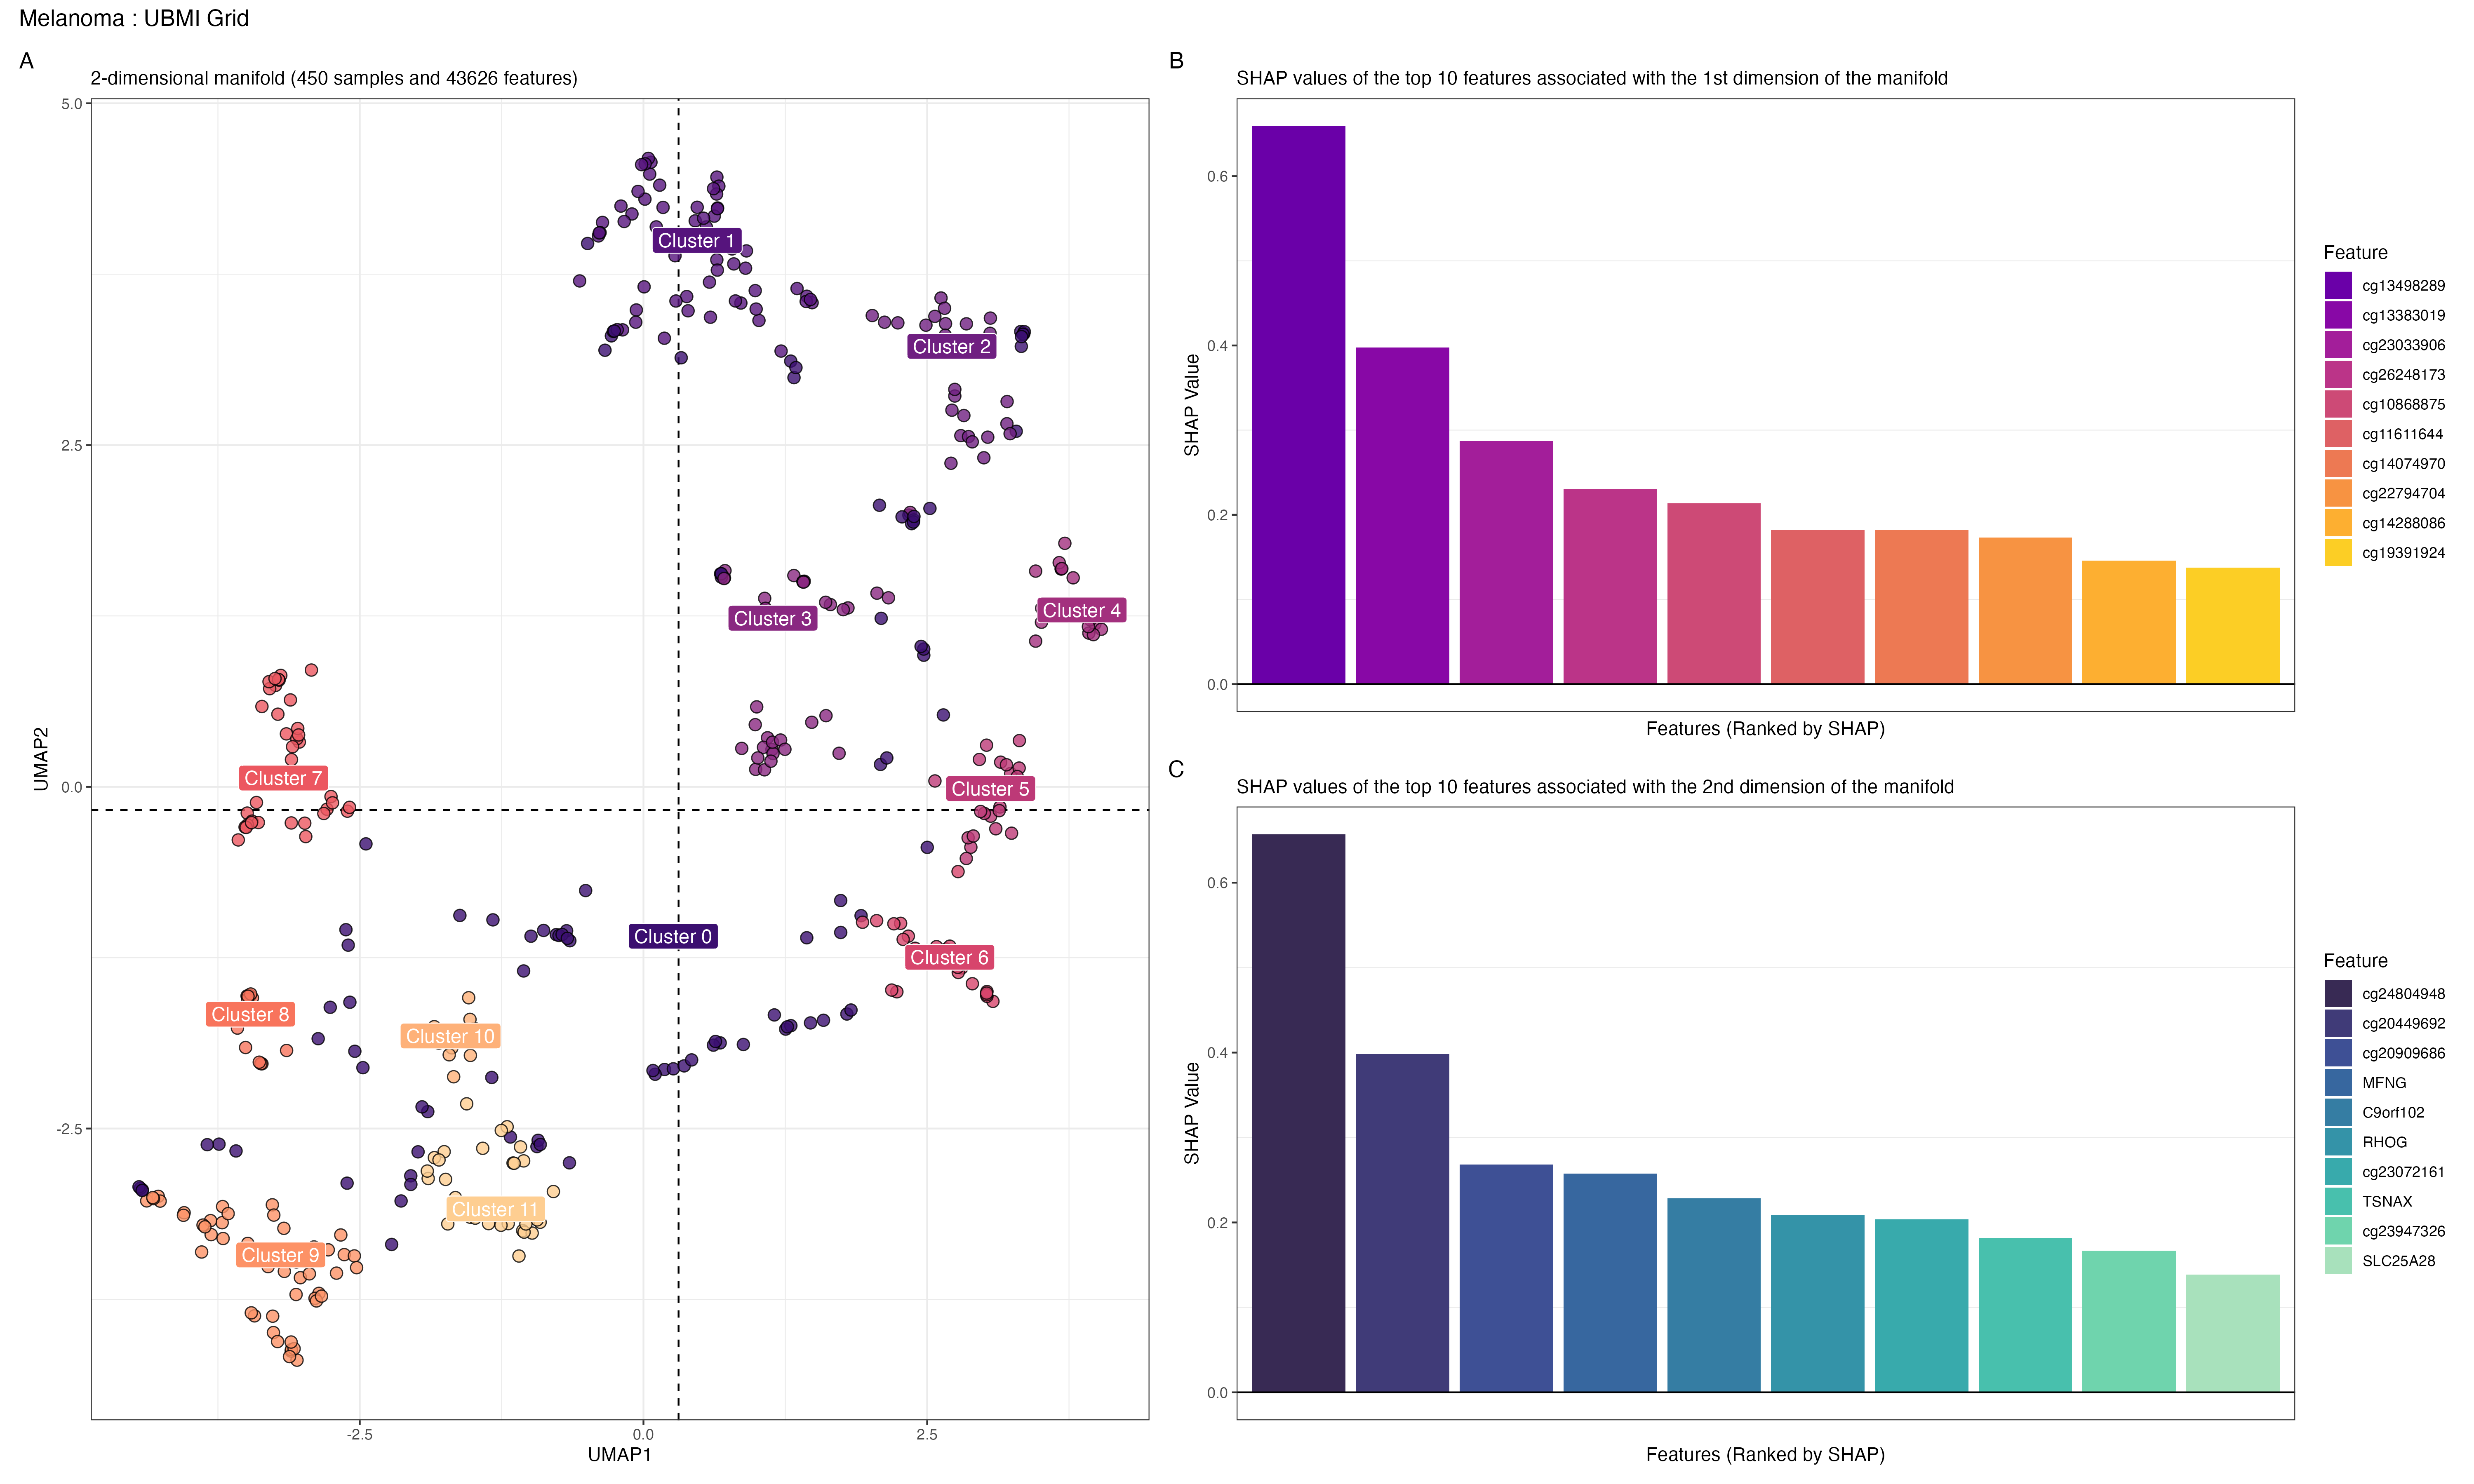 Melanoma : UBMI Grid
A
2-dimensional manifold (450 samples and 43626 features)
5.0
2.5
0.0
-2.5
UMAP2
Cluster 1
Cluster 2
Cluster 3
Cluster 4
Cluster 7
Cluster 5
Cluster 0
Cluster 6
Cluster 8
Cluster 10
Cluster 11
Cluster 9
-2.5
0.0
2.5
UMAP1
B
SHAP values of the top 10 features associated with the 1st dimension of the manifold
0.6
0.4
0.2
0.0
SHAP Value
Features (Ranked by SHAP)
Feature
cg13498289
cg13383019
cg23033906
cg26248173
cg10868875
cg11611644
cg14074970
cg22794704
cg14288086
cg19391924
C
SHAP values of the top 10 features associated with the 2nd dimension of the manifold
0.6
0.4
0.2
0.0
SHAP Value
Features (Ranked by SHAP)
Feature
cg24804948
cg20449692
cg20909686
MFNG
C9orf102
RHOG
cg23072161
TSNAX
cg23947326
SLC25A28